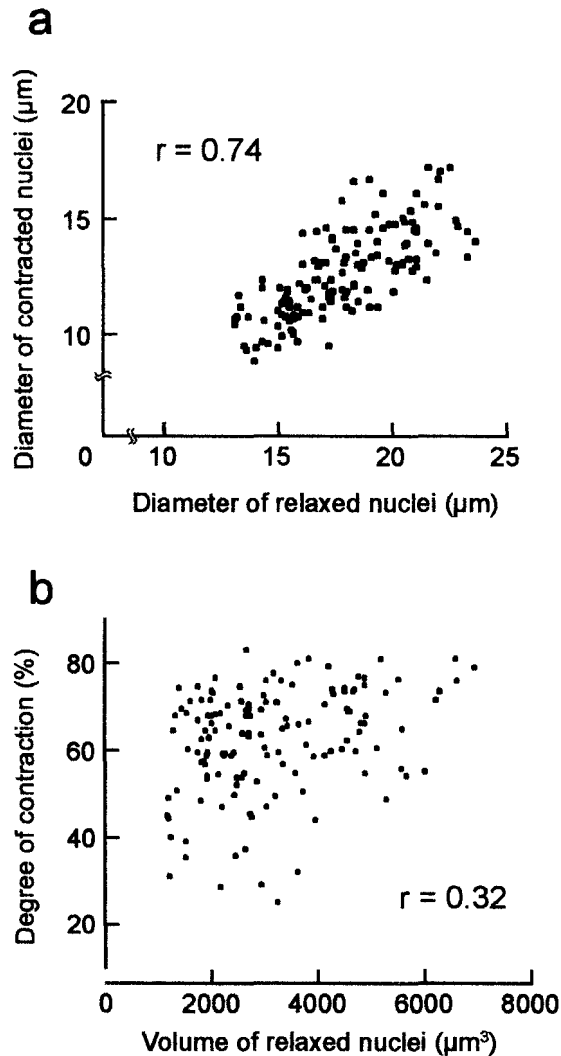 a
Diameter of contracted nuclei (µm)
20
15
10
0
r = 0.74
10 15 20 25
Diameter of relaxed nuclei (µm)
b
Degree of contraction (%)
80
60
40
20
r = 0.32
0 2000 4000 6000 8000
Volume of relaxed nuclei (µm³)